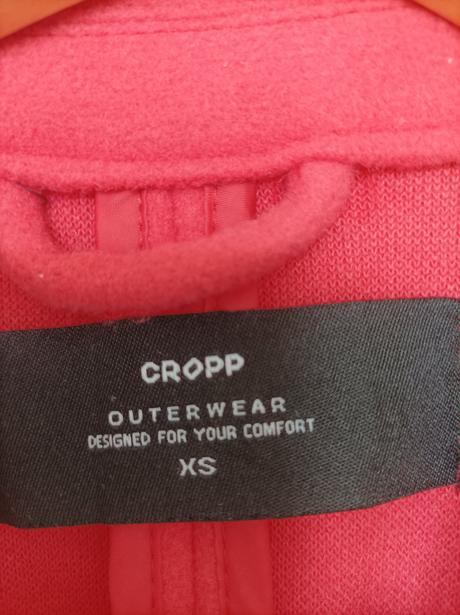 CROPP
OUTERWEAR
DESIGNED FOR YOUR COMFORT
XS